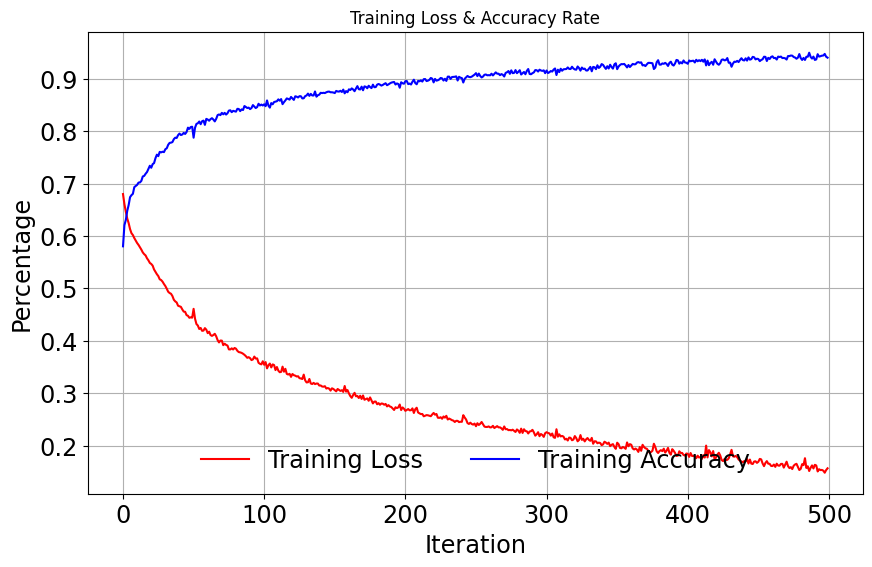 Training Loss & Accuracy Rate
0.9
0.8
0.7
0.6
0.5
0.4
0.3
0.2
Percentage
Training Loss
Training Accuracy
0
100
200
300
400
500
Iteration